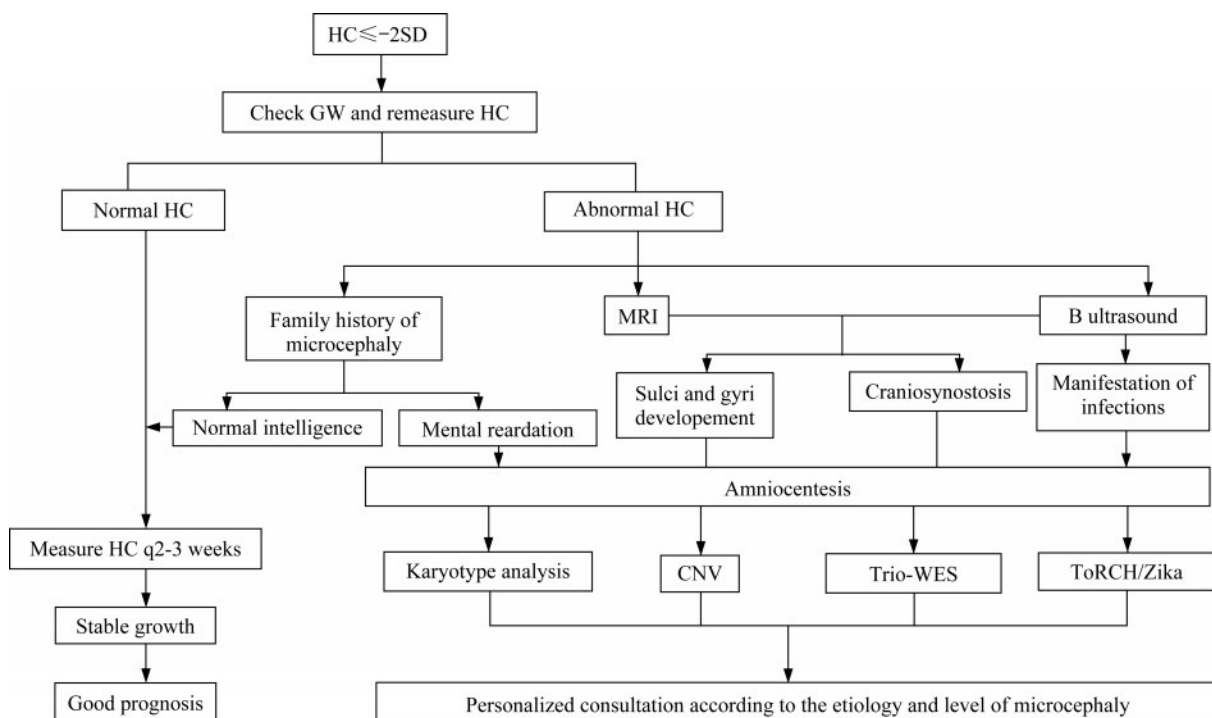 HC≤−2SD
Check GW and remeasure HC
Normal HC
Abnormal HC
Family history of
microcephaly
MRI
B ultrasound
Sulci and gyri
developement
Craniosynostosis
Manifestation of
infections
Normal intelligence
Mental reardation
Amniocentesis
Measure HC q2-3 weeks
Karyotype analysis
CNV
Trio-WES
ToRCH/Zika
Stable growth
Good prognosis
Personalized consultation according to the etiology and level of microcephaly